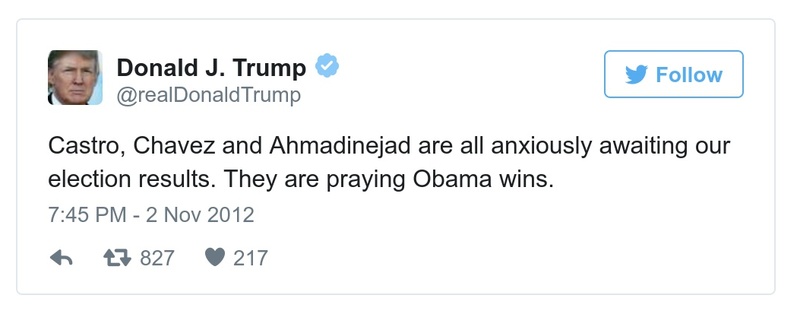 Donald J. Trump
@realDonaldTrump
Follow
Castro, Chavez and Ahmadinejad are all anxiously awaiting our
election results. They are praying Obama wins.
7:45 PM - 2 Nov 2012
827 217